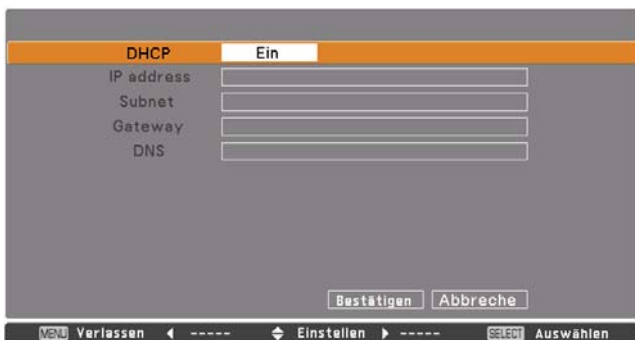 DHCP Ein
IP address
Subnet
Gateway
DNS
Bestätigen Abbreche
MENU Verlassen ◀ ----- Einstellen ▶ ----- SELECT Auswählen